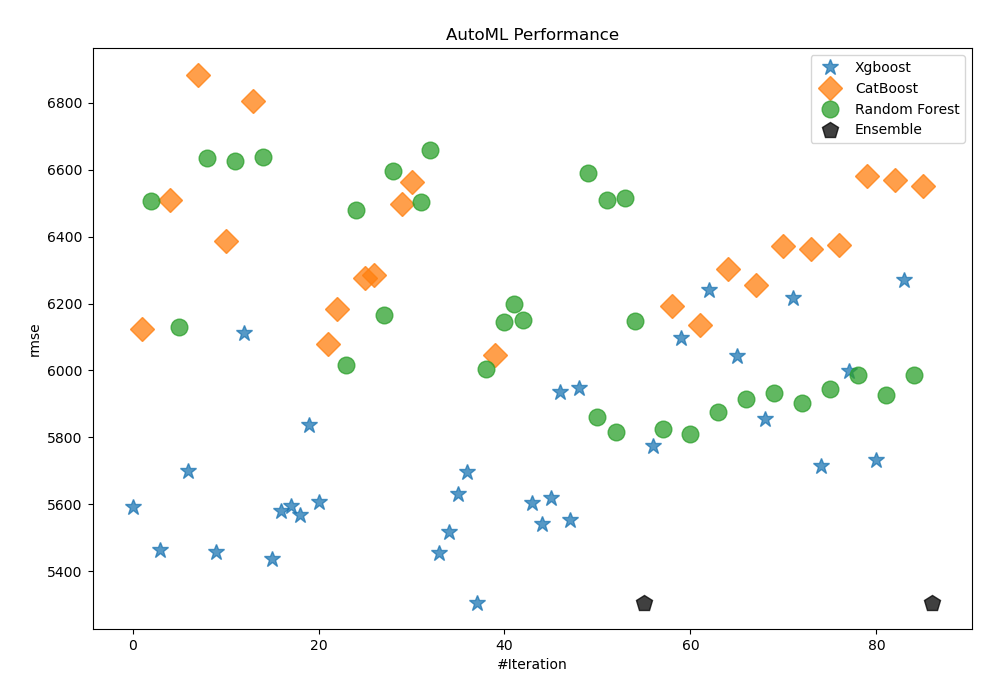 AutoML Performance
Xgboost
CatBoost
Random Forest
Ensemble
rmse
6800
6600
6400
6200
6000
5800
5600
5400
0 20 40 60 80
#Iteration